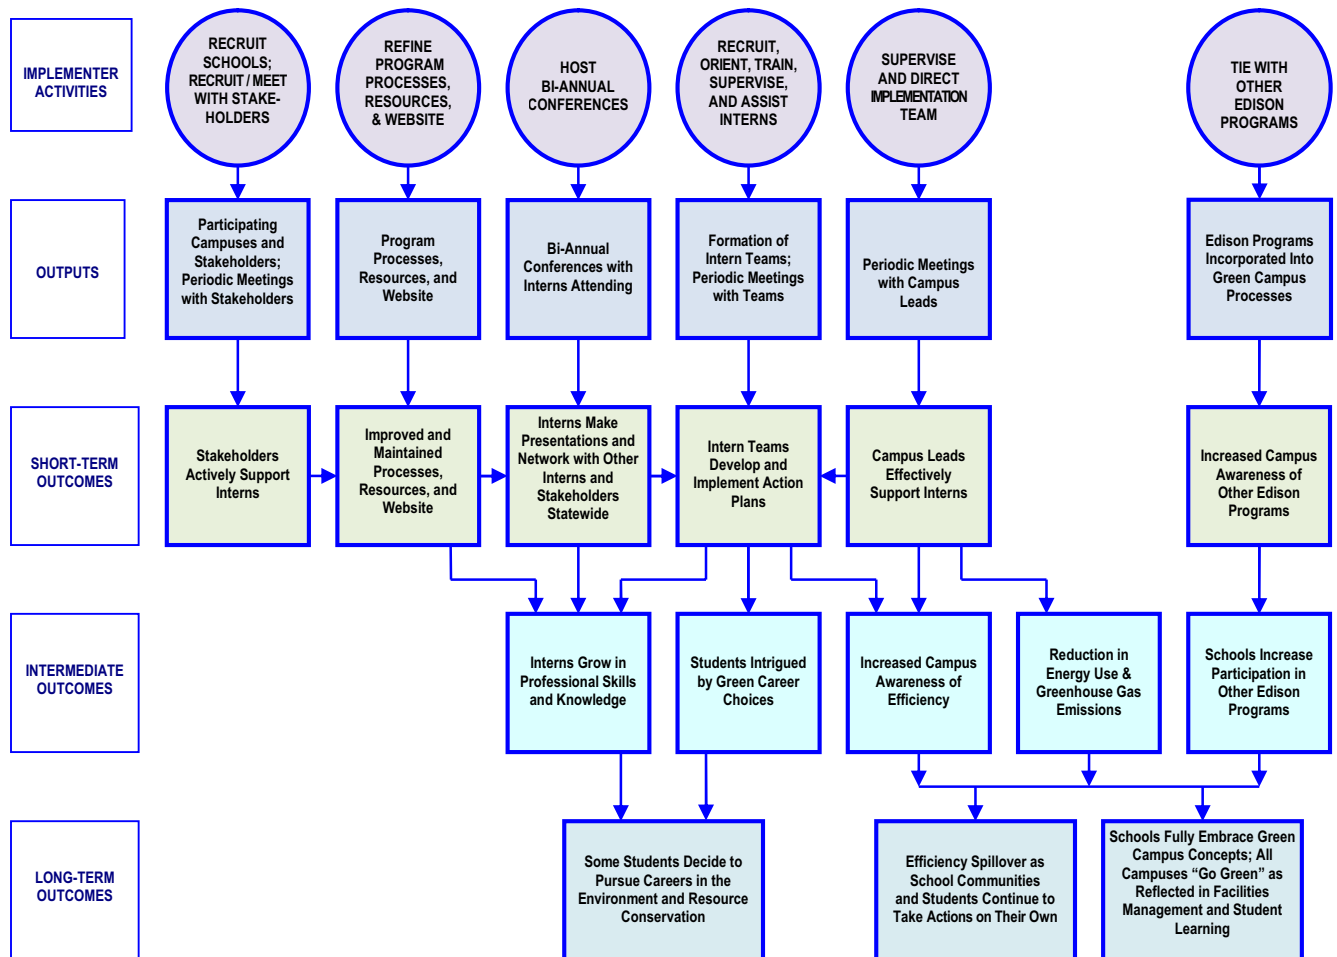 IMPLEMENTER
ACTIVITIES
RECRUIT
SCHOOLS;
RECRUIT / MEET
WITH STAKE-
HOLDERS
REFINE
PROGRAM
PROCESSES,
RESOURCES,
& WEBSITE
HOST
BI-ANNUAL
CONFERENCES
RECRUIT,
ORIENT, TRAIN,
SUPERVISE,
AND ASSIST
INTERNS
SUPERVISE
AND DIRECT
IMPLEMENTATION
TEAM
TIE WITH
OTHER
EDISON
PROGRAMS
OUTPUTS
Participating
Campuses and
Stakeholders;
Periodic Meetings
with Stakeholders
Program
Processes,
Resources, and
Website
Bi-Annual
Conferences with
Interns Attending
Formation of
Intern Teams;
Periodic Meetings
with Teams
Periodic Meetings
with Campus
Leads
Edison Programs
Incorporated Into
Green Campus
Processes
SHORT-TERM
OUTCOMES
Stakeholders
Actively Support
Interns
Improved and
Maintained
Processes,
Resources, and
Website
Interns Make
Presentations and
Network with Other
Interns and
Stakeholders
Statewide
Intern Teams
Develop and
Implement Action
Plans
Campus Leads
Effectively
Support Interns
Increased Campus
Awareness of
Other Edison
Programs
INTERMEDIATE
OUTCOMES
Interns Grow in
Professional Skills
and Knowledge
Students Intrigued
by Green Career
Choices
Increased Campus
Awareness of
Efficiency
Reduction in
Energy Use &
Greenhouse Gas
Emissions
Schools Increase
Participation in
Other Edison
Programs
LONG-TERM
OUTCOMES
Some Students Decide to
Pursue Careers in the
Environment and Resource
Conservation
Efficiency Spillover as
School Communities
and Students Continue to
Take Actions on Their Own
Schools Fully Embrace Green
Campus Concepts; All
Campuses “Go Green” as
Reflected in Facilities
Management and Student
Learning